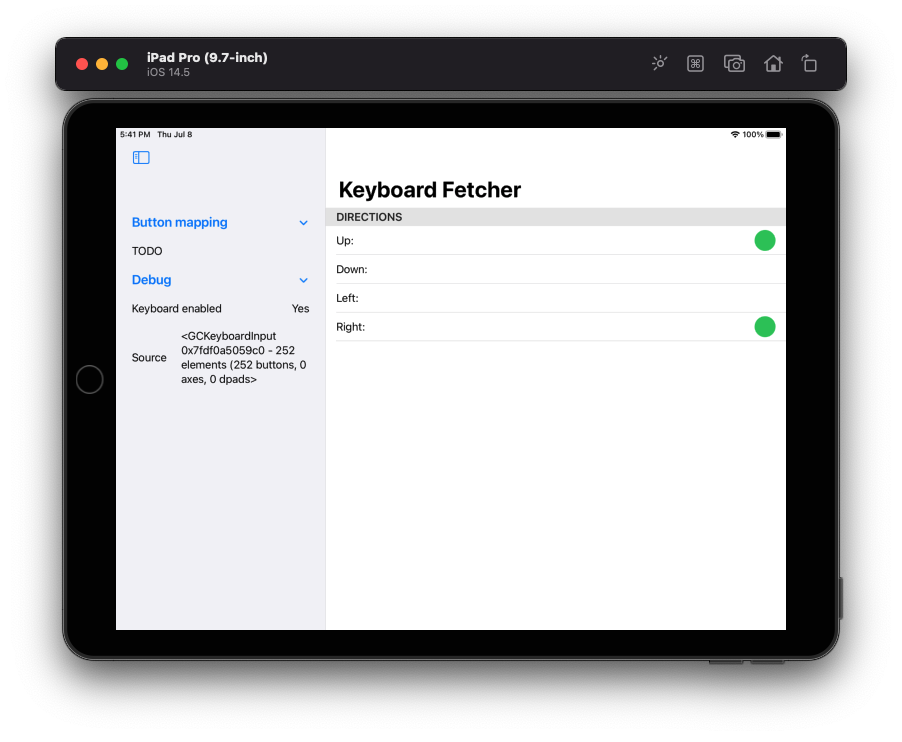 iPad Pro (9.7-inch)
iOS 14.5
5:41 PM Thu Jul 8
100%
Button mapping
TODO
Debug
Keyboard enabled Yes
Source
<GCKeyboardInput
0x7fdf0a5059c0 - 252
elements (252 buttons, 0
axes, 0 dpads>
Keyboard Fetcher
DIRECTIONS
Up:
Down:
Left:
Right: